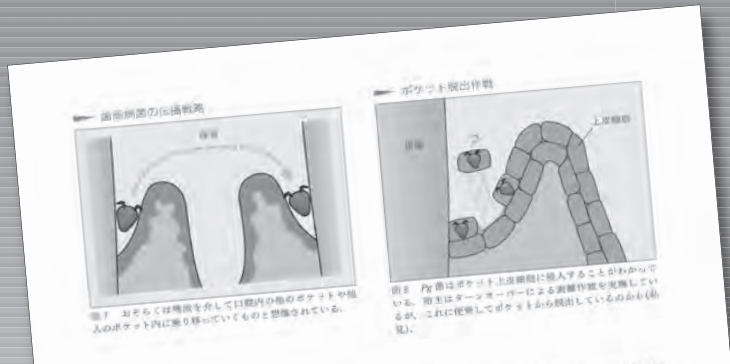 歯周病菌の伝播戦略
唾液
図7 おそらくは唾液を介して口腔内の他のポケットや他
人のポケット内に乗り移っていくものと想像されている。
ポケット脱出作戦
歯面
上皮細胞
図8 Pg菌はポケット上皮細胞に侵入することがわかって
いる。宿主はターンオーバーによる剥離作戦を実施してい
るが、これに便乗してポケットから脱出しているのかも(私
見)。